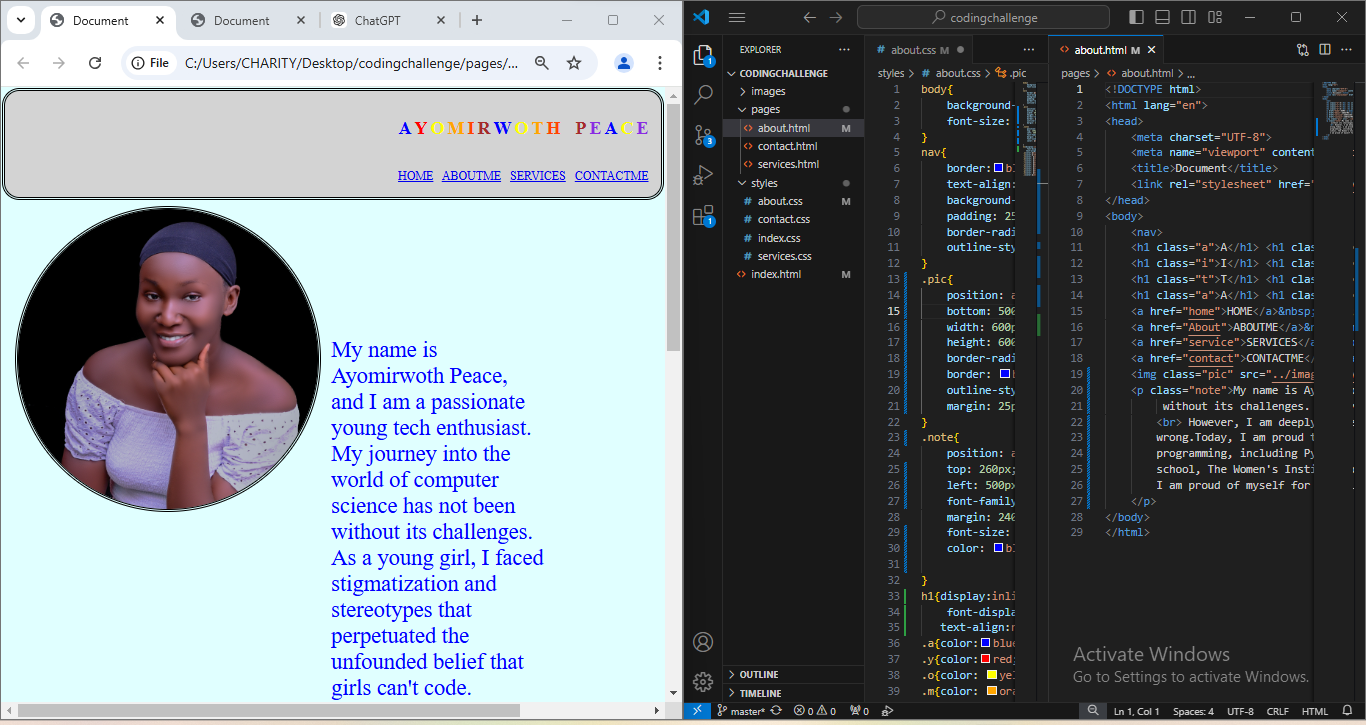 Document
Document
ChatGPT
File
C:/Users/CHARITY/Desktop/codingchallenge/pages/...
AYOMIRWOTH PEACE
HOME ABOUTME SERVICES CONTACTME
My name is
Ayomirwoth Peace,
and I am a passionate
young tech enthusiast.
My journey into the
world of computer
science has not been
without its challenges.
As a young girl, I faced
stigmatization and
stereotypes that
perpetuated the
unfounded belief that
girls can't code.
codingchallenge
EXPLORER
CODINGCHALLENGE
images
pages
about.html M
contact.html
services.html
styles
about.css M
contact.css
index.css
services.css
index.html M
OUTLINE
TIMELINE
about.css M
styles > # about.css > .pic
1 body{
2 background-
3 font-size:
4 }
5 nav{
6 border: bl
7 text-align:
8 background-
9 padding: 25
10 border-radi
11 outline-sty
12 }
13 .pic{
14 position: a
15 bottom: 500
16 width: 600p
17 height: 600
18 border-radi
19 border: bl
20 outline-sty
21 margin: 25p
22 }
23 .note{
24 position: a
25 top: 260px;
26 left: 500px
27 font-family
28 margin: 240
29 font-size:
30 color: bl
31
32 }
33 h1{display:inli
34 font-displa
35 text-align:r
36 .a{color: blue
37 .y{color: red;
38 .o{color: yel
39 .m{color: ora
about.html M
pages > about.html > ...
1 <!DOCTYPE html>
2 <html lang="en">
3 <head>
4 <meta charset="UTF-8">
5 <meta name="viewport" content
6 <title>Document</title>
7 <link rel="stylesheet" href=".
8 </head>
9 <body>
10 <nav>
11 <h1 class="a">A</h1> <h1 clas
12 <h1 class="i">I</h1> <h1 clas
13 <h1 class="t">T</h1> <h1 clas
14 <h1 class="a">A</h1> <h1 clas
15 <a href="home">HOME</a>&nbsp;
16 <a href="About">ABOUTME</a>&n
17 <a href="service">SERVICES</a
18 <a href="contact">CONTACTME</
19 <img class="pic" src="../imag
20 <p class="note">My name is Ay
21 without its challenges.
22 <br> However, I am deeply
23 wrong.Today, I am proud t
24 programming, including Py
25 school, The Women's Insti
26 I am proud of myself for
27 </p>
28 </body>
29 </html>
Activate Windows
Go to Settings to activate Windows.
master* 0 0 0 Ln 1, Col 1 Spaces: 4 UTF-8 CRLF HTML